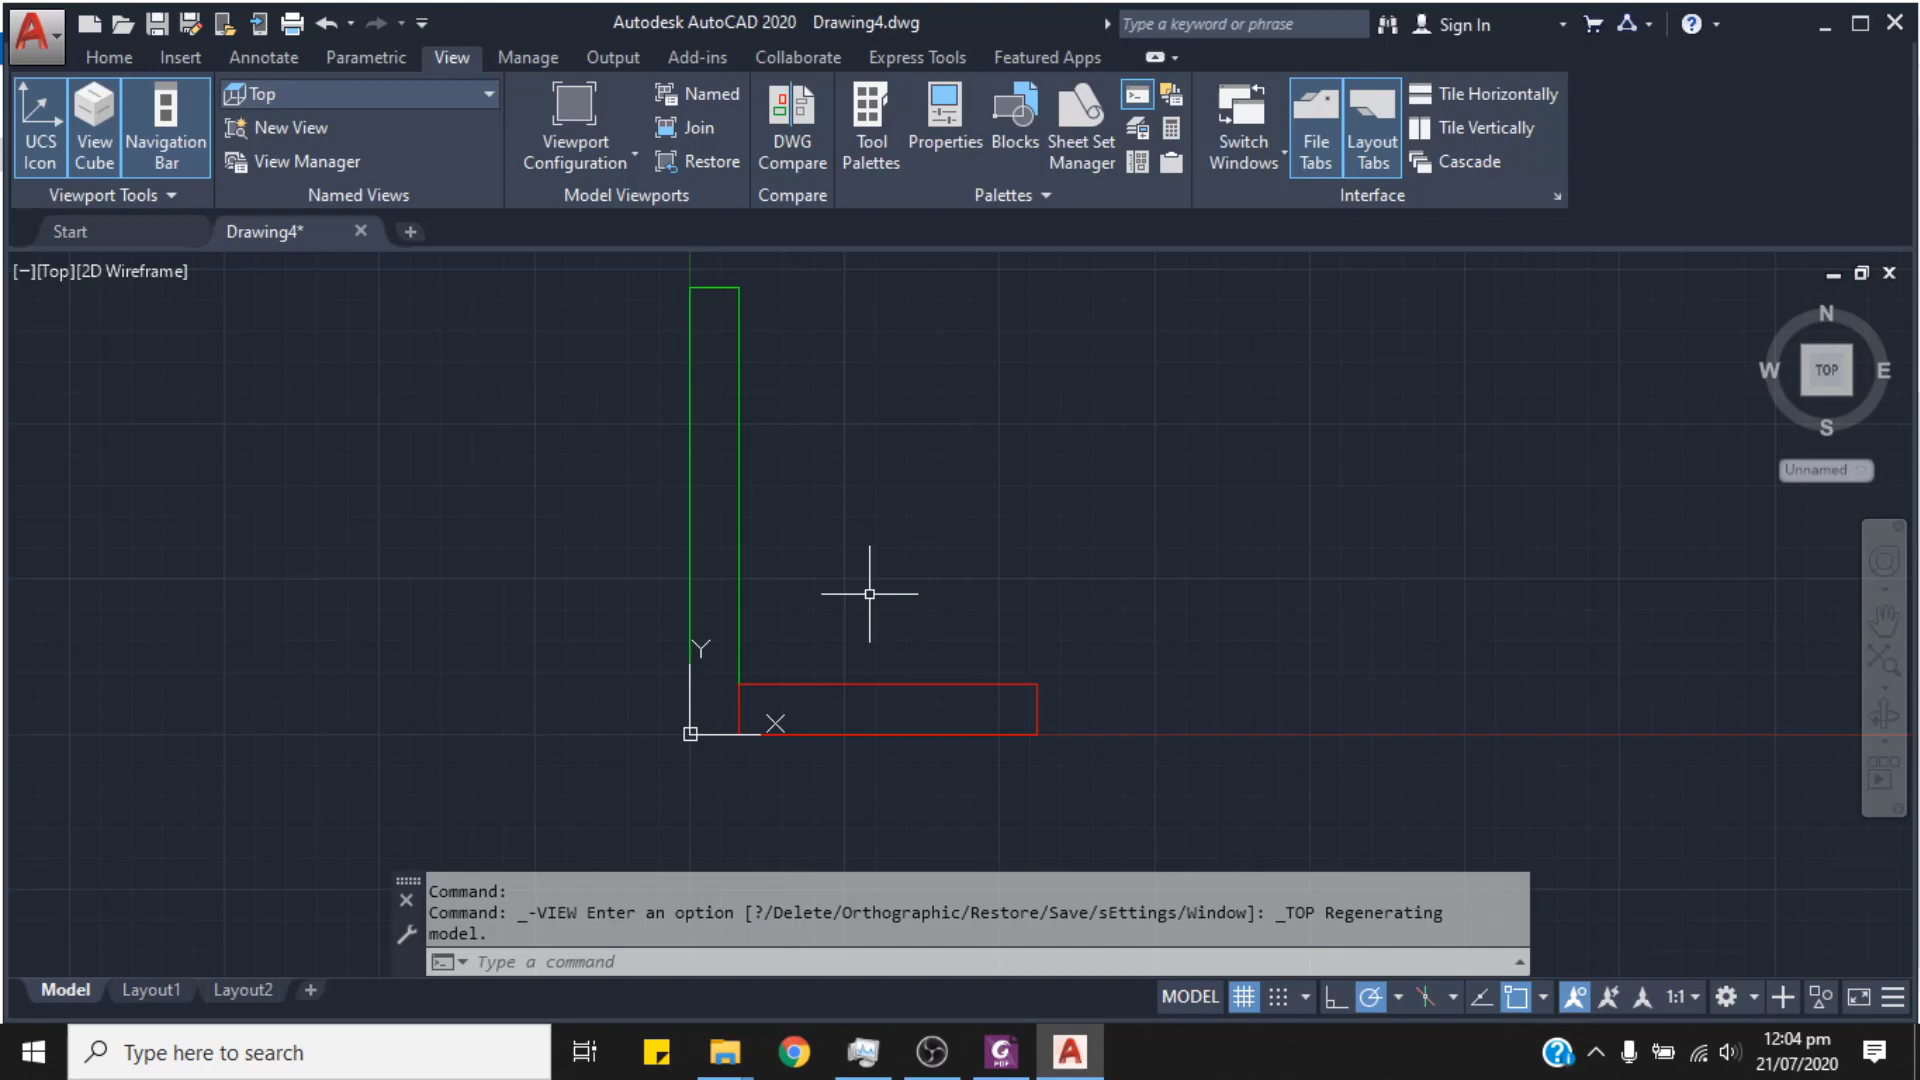 Autodesk AutoCAD 2020 Drawing4.dwg
Type a keyword or phrase
Sign In
Home Insert Annotate Parametric View Manage Output Add-ins Collaborate Express Tools Featured Apps
UCS Icon
View Cube
Navigation Bar
Viewport Tools
Top
New View
View Manager
Named Views
Viewport Configuration
Named
Join
Restore
Model Viewports
DWG Compare
Compare
Tool Palettes
Properties
Blocks
Sheet Set Manager
Palettes
Switch Windows
File Tabs
Layout Tabs
Tile Horizontally
Tile Vertically
Cascade
Interface
Start
Drawing4*
[−][Top][2D Wireframe]
N
W TOP E
S
Unnamed
Y
X
Command:
Command: _-VIEW Enter an option [?/Delete/Orthographic/Restore/Save/sEttings/Window]: _TOP Regenerating
model.
Type a command
Model Layout1 Layout2
MODEL
1:1
Type here to search
12:04 pm
21/07/2020